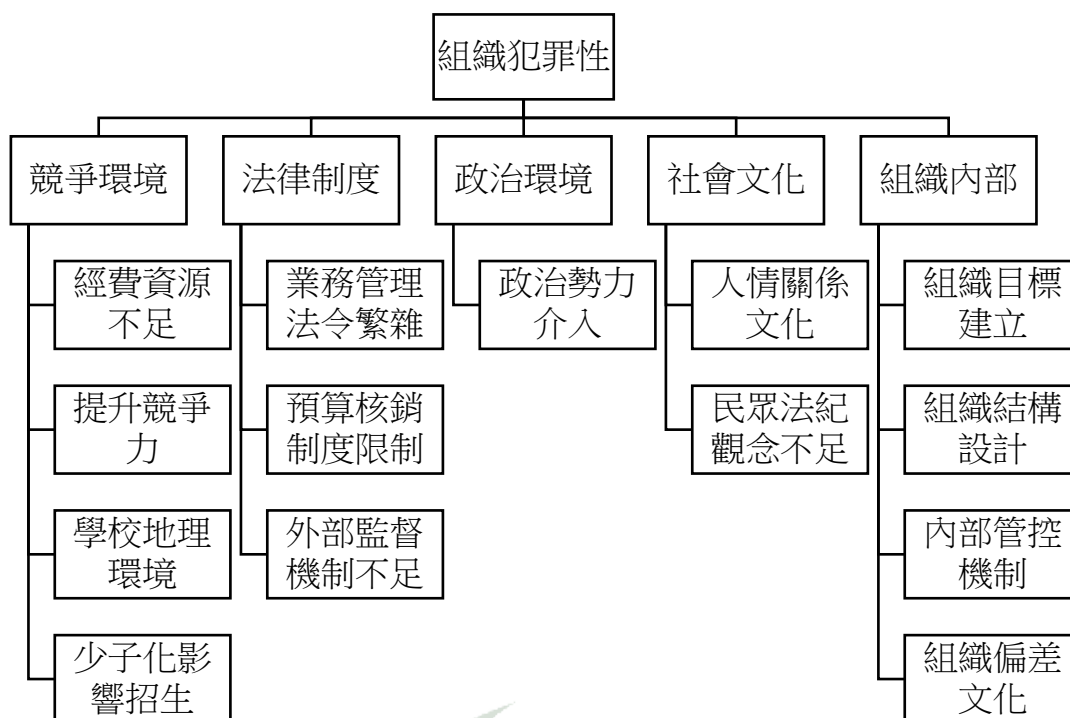 組織犯罪性
競爭環境
法律制度
政治環境
社會文化
組織內部
經費資源
不足
提升競爭
力
學校地理
環境
少子化影
響招生
業務管理
法令繁雜
預算核銷
制度限制
外部監督
機制不足
政治勢力
介入
人情關係
文化
民眾法紀
觀念不足
組織目標
建立
組織結構
設計
內部管控
機制
組織偏差
文化